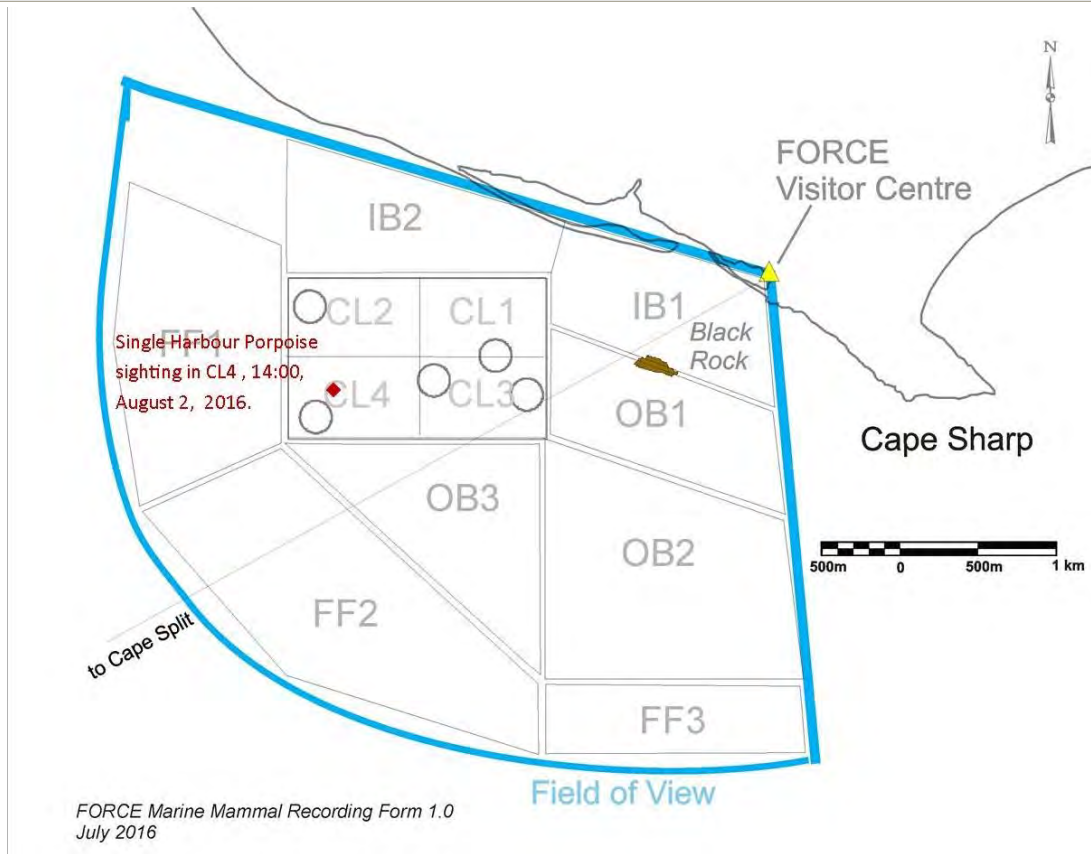 N
FORCE
Visitor Centre
IB2
CL2
CL1
IB1
Black
Rock
FF1
Single Harbour Porpoise
sighting in CL4 , 14:00,
August 2, 2016.
CL4
CL3
OB1
Cape Sharp
OB3
OB2
500m
0
500m
1 km
FF2
to Cape Split
FF3
Field of View
FORCE Marine Mammal Recording Form 1.0
July 2016